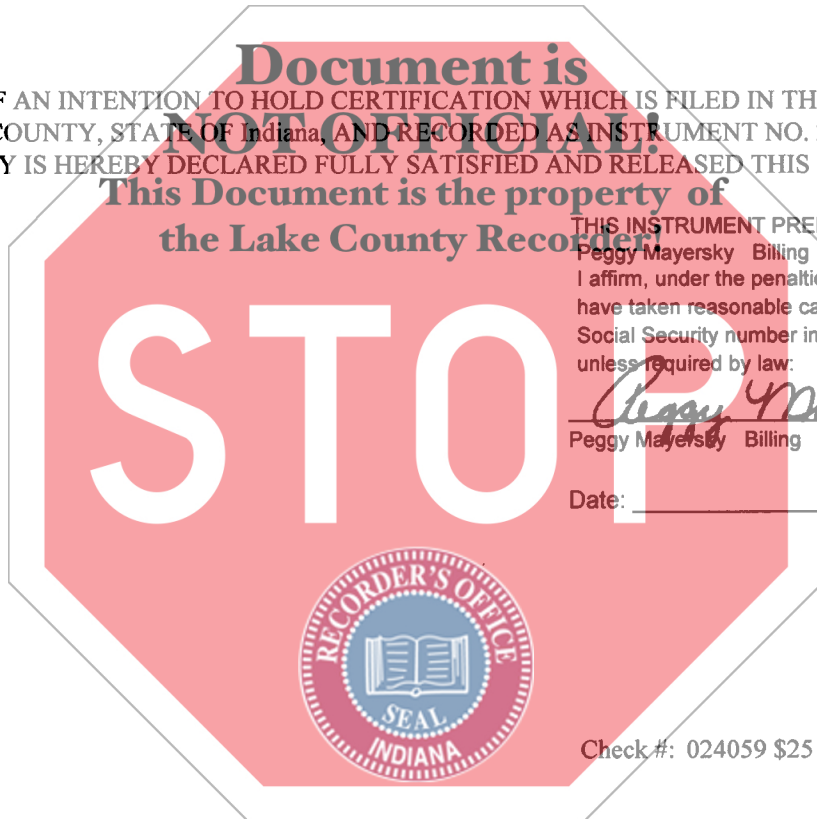 Document is
F AN INTENTION TO HOLD CERTIFICATION WHICH IS FILED IN TH
COUNTY, STATE OF Indiana, AND RECORDED AS INSTRUMENT NO.
NOT OFFICIAL!
Y IS HEREBY DECLARED FULLY SATISFIED AND RELEASED THIS
This Document is the property of
the Lake County Recorder!
THIS INSTRUMENT PREP
Peggy Mayersky Billing
I affirm, under the penaltie
have taken reasonable ca
Social Security number in
unless required by law:
Peggy M
Peggy Mayersky Billing
Date:
STOP
RECORDER'S OFFICE
SEAL
INDIANA
Check #: 024059 $25